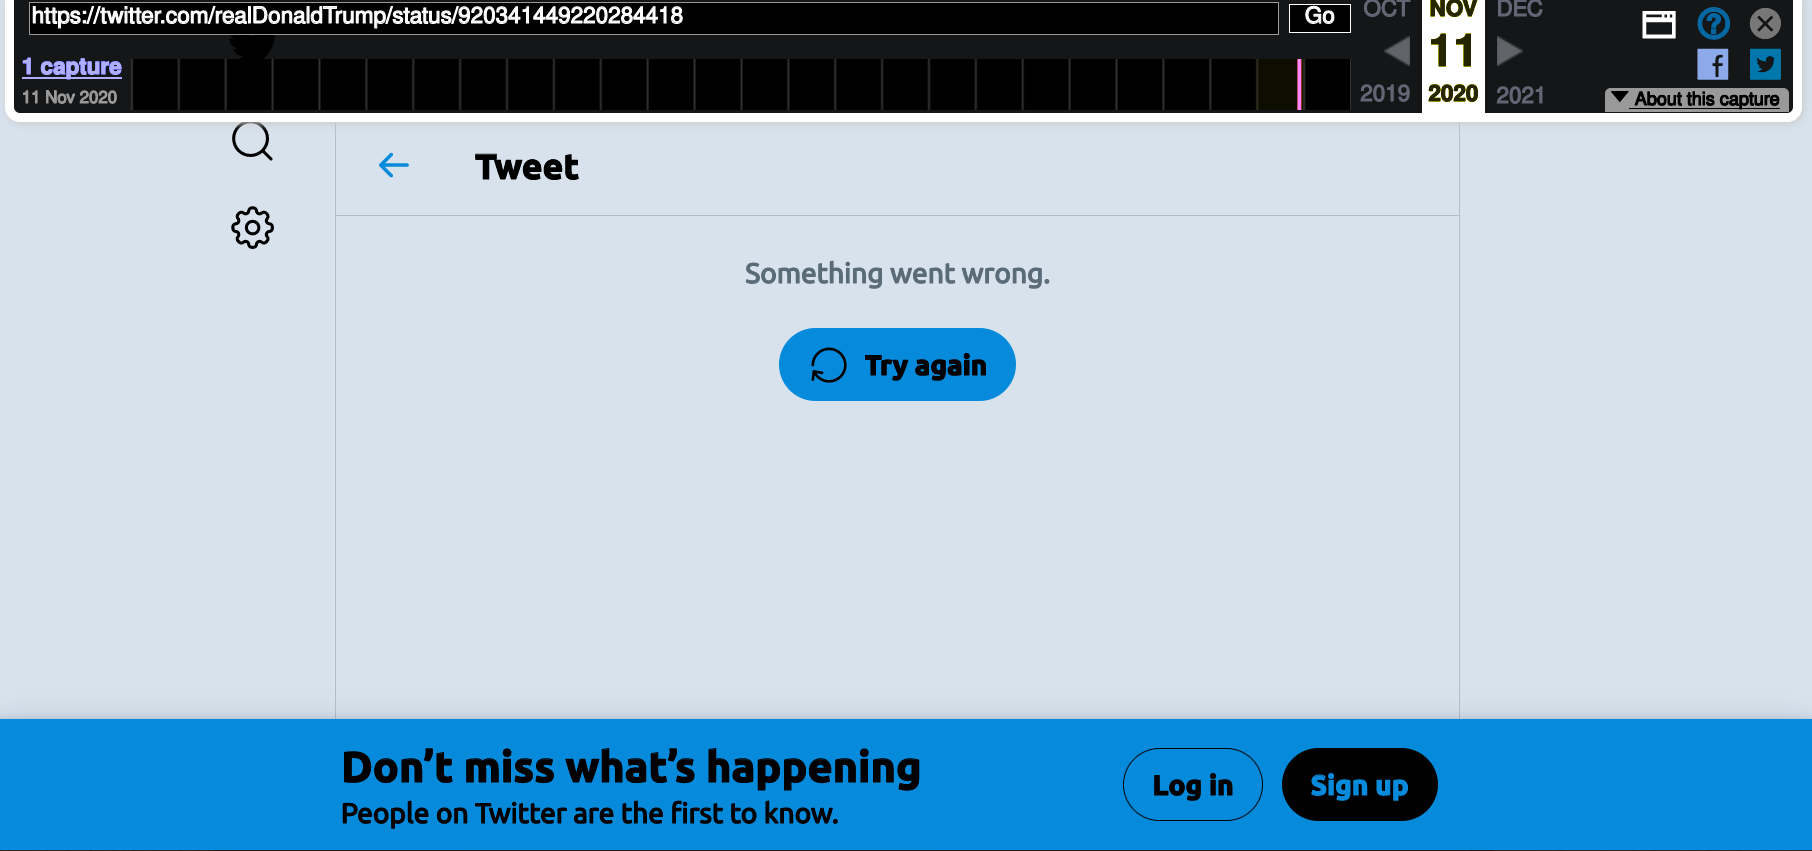 https://twitter.com/realDonaldTrump/status/920341449220284418
Go
OCT NOV DEC
1 capture
11
11 Nov 2020
2019 2020 2021
f
About this capture
Tweet
Something went wrong.
Try again
Don’t miss what’s happening
People on Twitter are the first to know.
Log in
Sign up